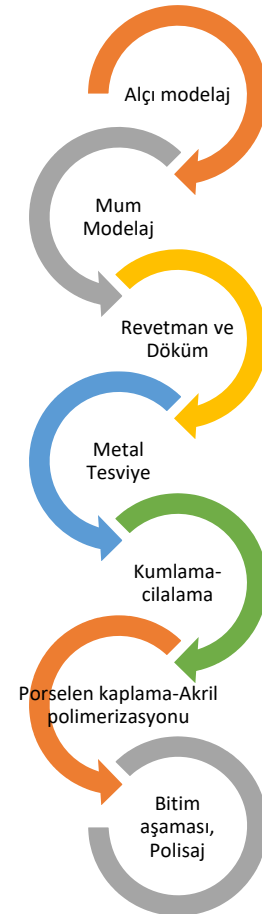 Alçı modelaj
Mum
Modelaj
Revetman ve
Döküm
Metal
Tesviye
Kumlama-
cilalama
Porselen kaplama-Akril
polimerizasyonu
Bitim
aşaması,
Polisaj